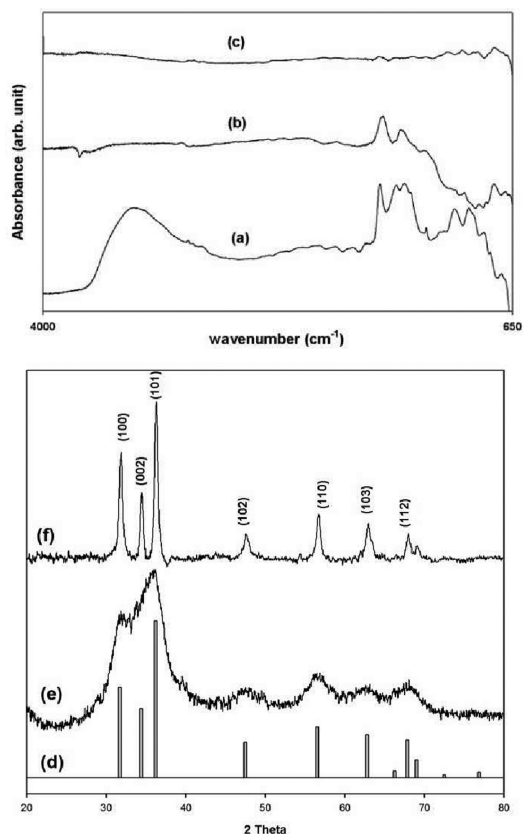 Absorbance (arb. unit)
(c)
(b)
(a)
4000
650
wavenumber (cm⁻¹)
(100)
(002)
(101)
(102)
(110)
(103)
(112)
(f)
(e)
(d)
20
30
40
50
60
70
80
2 Theta